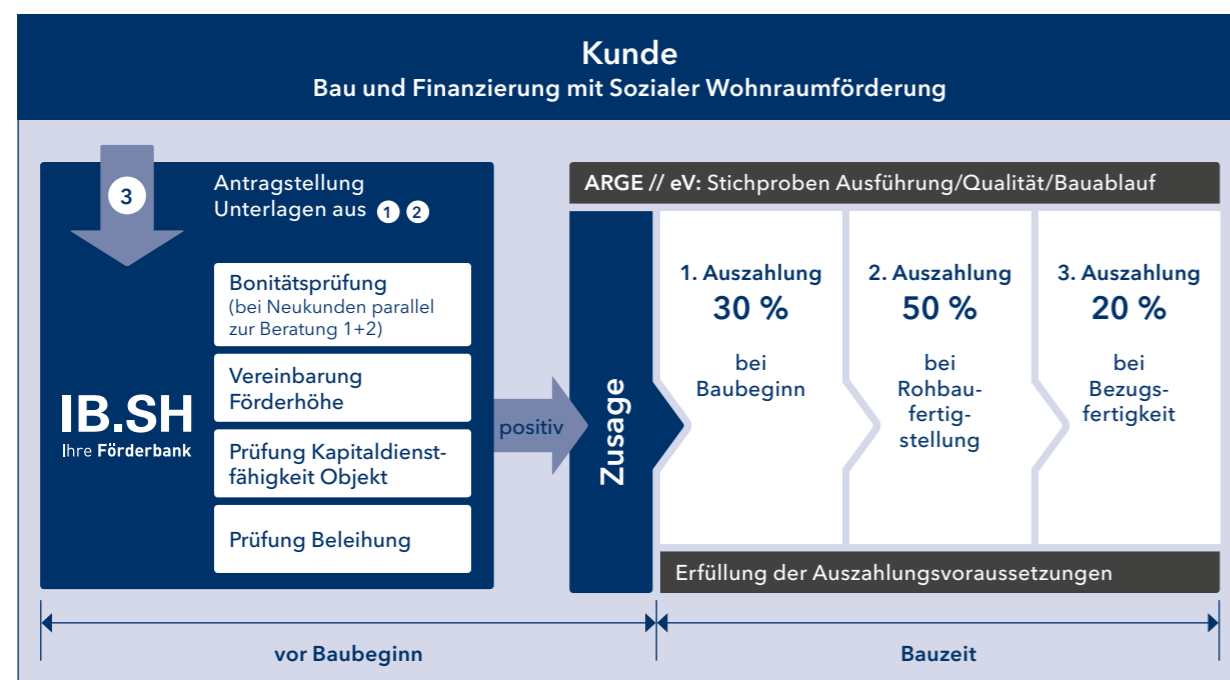 Kunde
Bau und Finanzierung mit Sozialer Wohnraumförderung
3
Antragstellung
Unterlagen aus 1 2
Bonitätsprüfung
(bei Neukunden parallel
zur Beratung 1+2)
Vereinbarung
Förderhöhe
Prüfung Kapitaldienst-
fähigkeit Objekt
Prüfung Beleihung
IB.SH
Ihre Förderbank
positiv
Zusage
ARGE // eV: Stichproben Ausführung/Qualität/Bauablauf
1. Auszahlung
30 %
bei
Baubeginn
2. Auszahlung
50 %
bei
Rohbau-
fertig-
stellung
3. Auszahlung
20 %
bei
Bezugs-
fertigkeit
Erfüllung der Auszahlungsvoraussetzungen
vor Baubeginn
Bauzeit